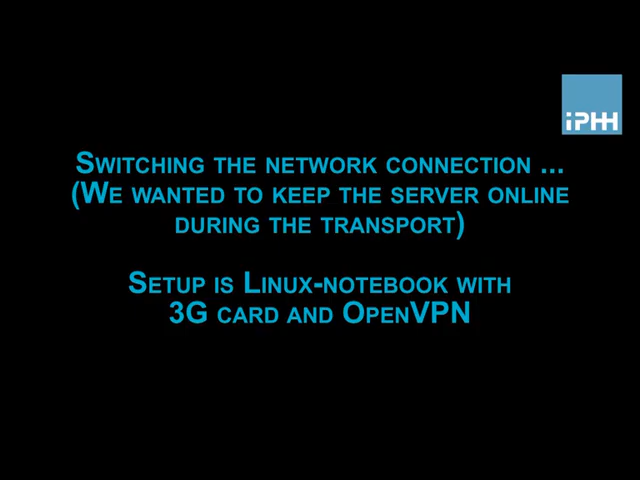 iPHH
Switching the network connection ...
(We wanted to keep the server online
during the transport)
Setup is Linux-notebook with
3G card and OpenVPN